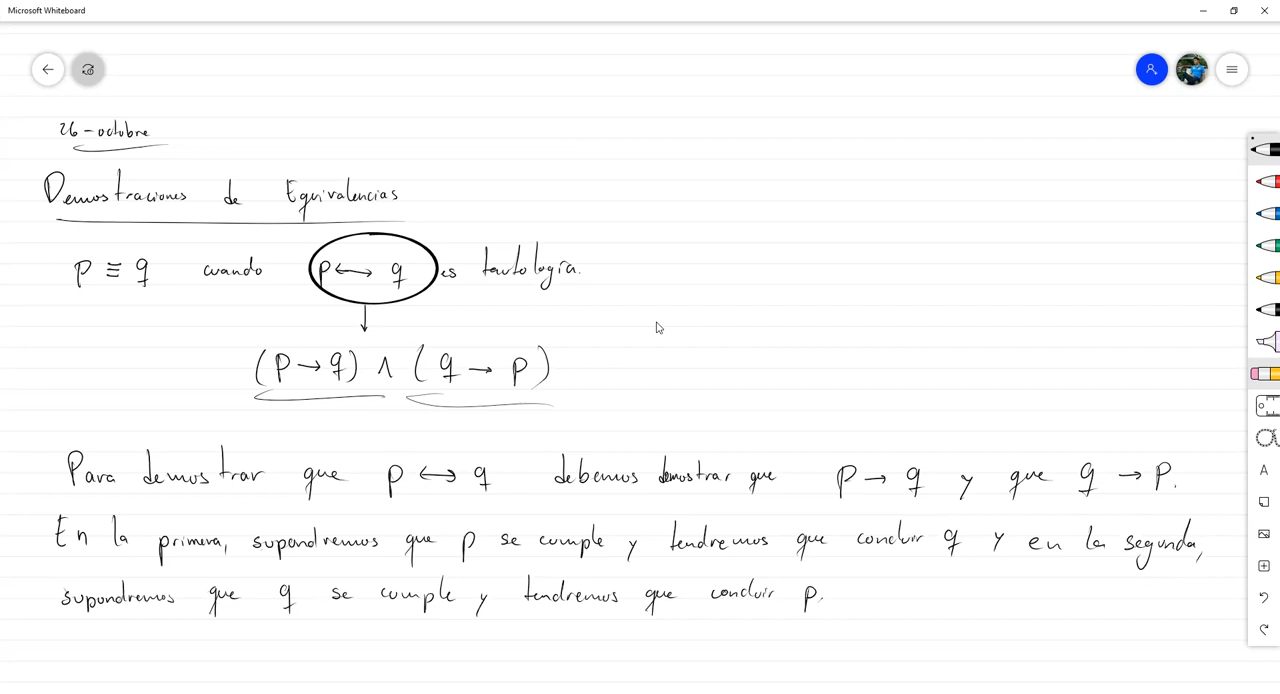 Microsoft Whiteboard
26-octubre
Demostraciones de Equivalencias
p ≡ q cuando p ↔ q es tautología.
(p → q) ∧ (q → p)
Para demostrar que p ↔ q debemos demostrar que p → q y que q → p.
En la primera, supondremos que p se cumple y tendremos que concluir q y en la segunda,
supondremos que q se cumple y tendremos que concluir p.
A